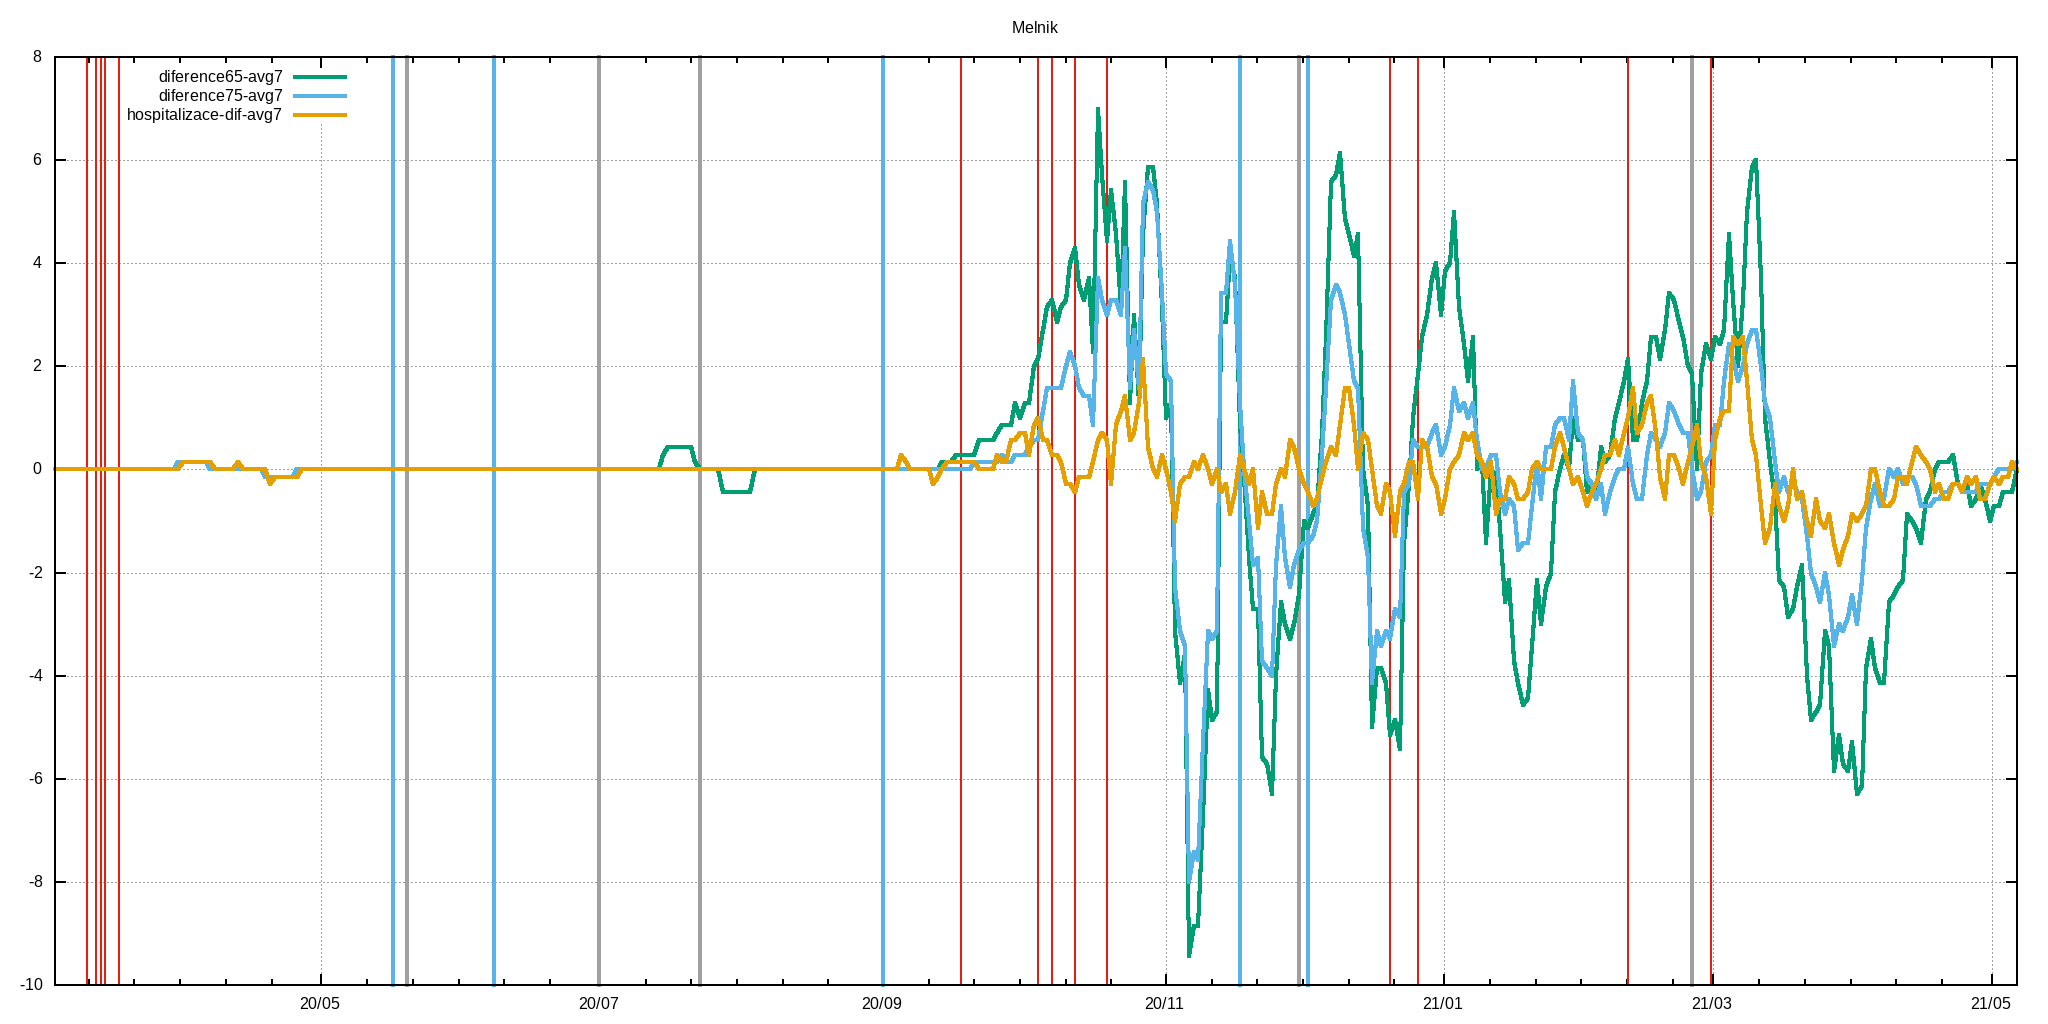 Melnik
8
diference65-avg7
diference75-avg7
hospitalizace-dif-avg7
6
4
2
0
-2
-4
-6
-8
-10
20/05 20/07 20/09 20/11 21/01 21/03 21/05